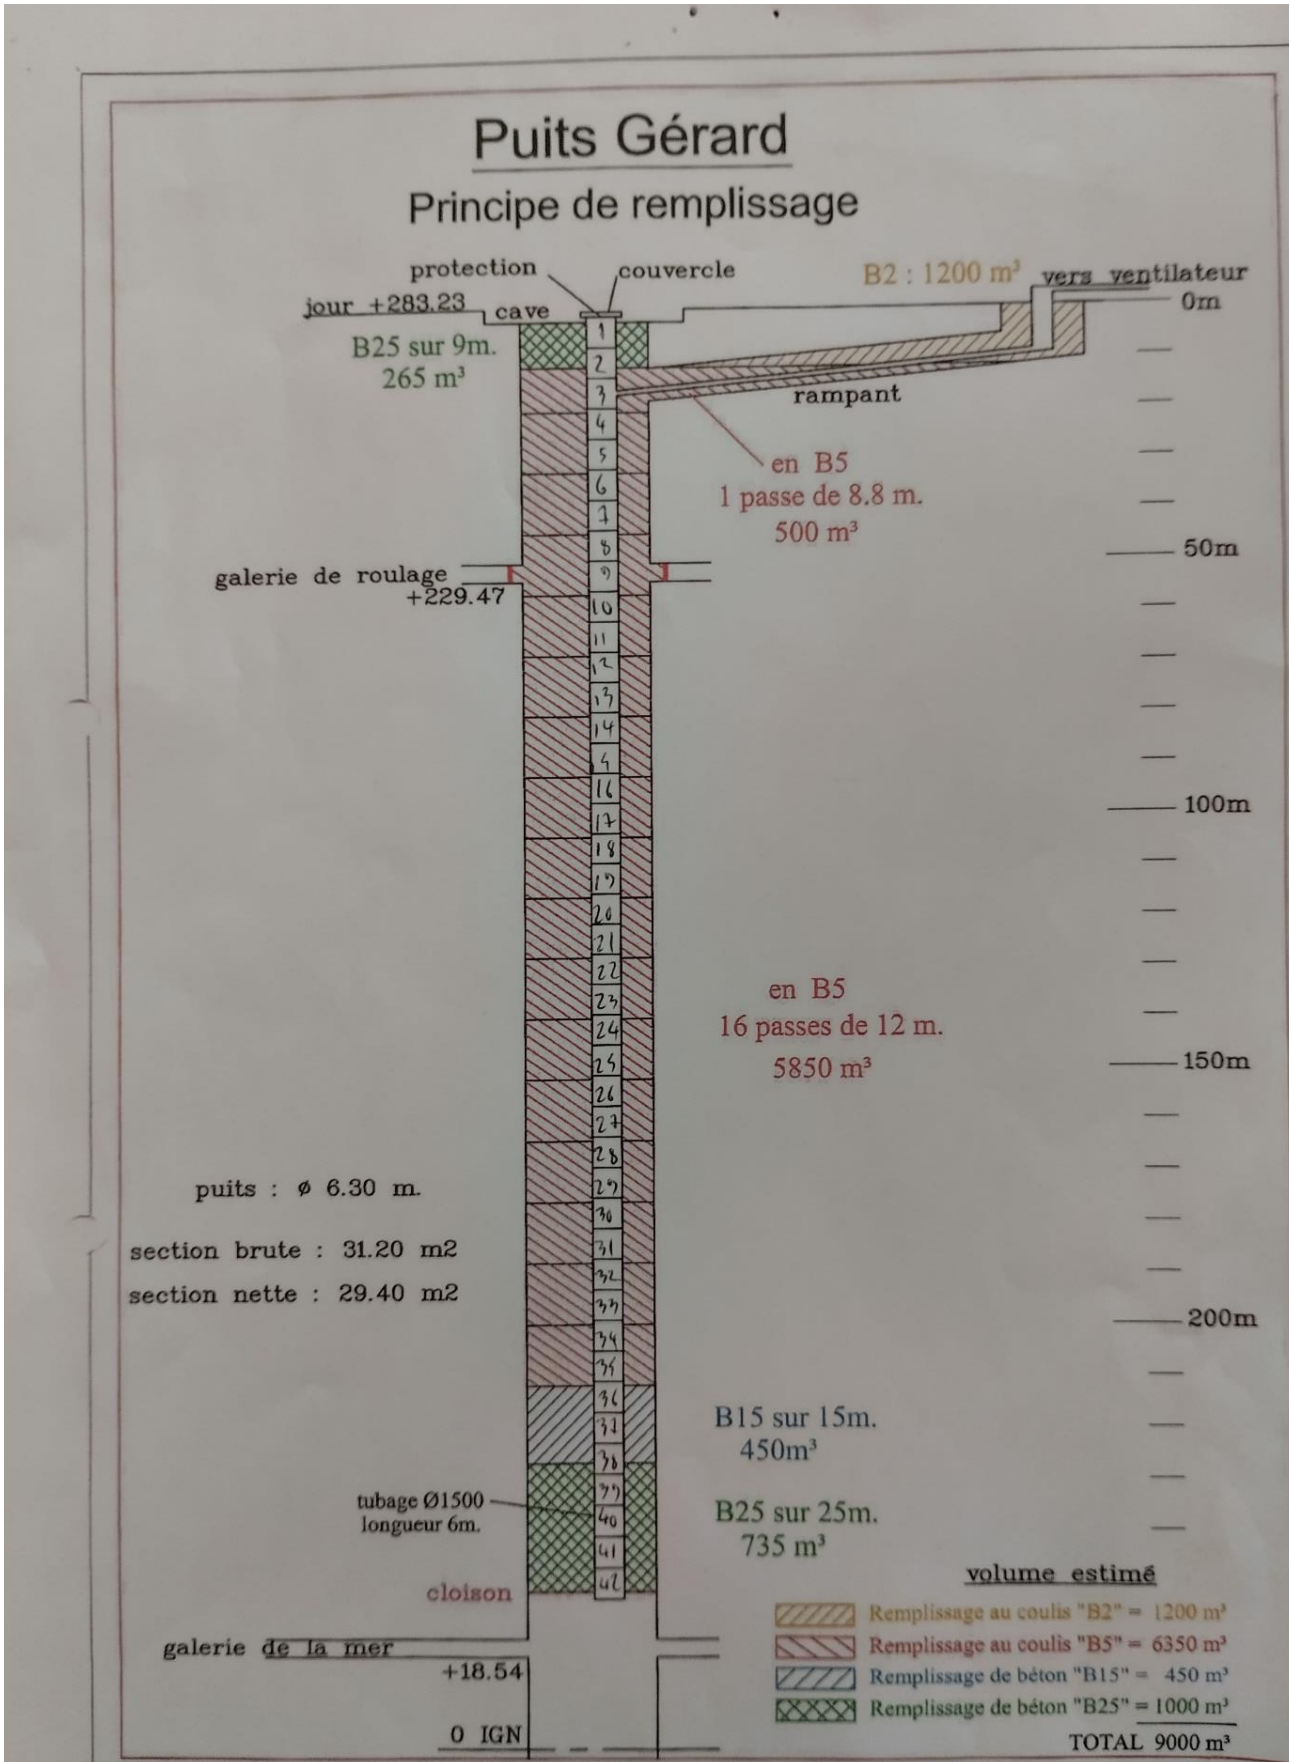 Puits Gérard
Principe de remplissage
protection
couvercle
B2 : 1200 m³
vers ventilateur
jour +283.23
cave
0m
B25 sur 9m.
265 m³
rampant
en B5
1 passe de 8.8 m.
500 m³
50m
galerie de roulage
+229.47
100m
en B5
16 passes de 12 m.
5850 m³
150m
puits : ø 6.30 m.
section brute : 31.20 m2
section nette : 29.40 m2
200m
B15 sur 15m.
450m³
tubage Ø1500
longueur 6m.
B25 sur 25m.
735 m³
cloison
galerie de la mer
+18.54
0 IGN
1
2
3
4
5
6
7
8
9
10
11
12
13
14
16
17
18
19
20
21
22
23
24
25
26
27
28
29
30
31
32
33
34
35
36
37
38
39
40
41
42
volume estimé
Remplissage au coulis "B2" = 1200 m³
Remplissage au coulis "B5" = 6350 m³
Remplissage de béton "B15" = 450 m³
Remplissage de béton "B25" = 1000 m³
TOTAL 9000 m³